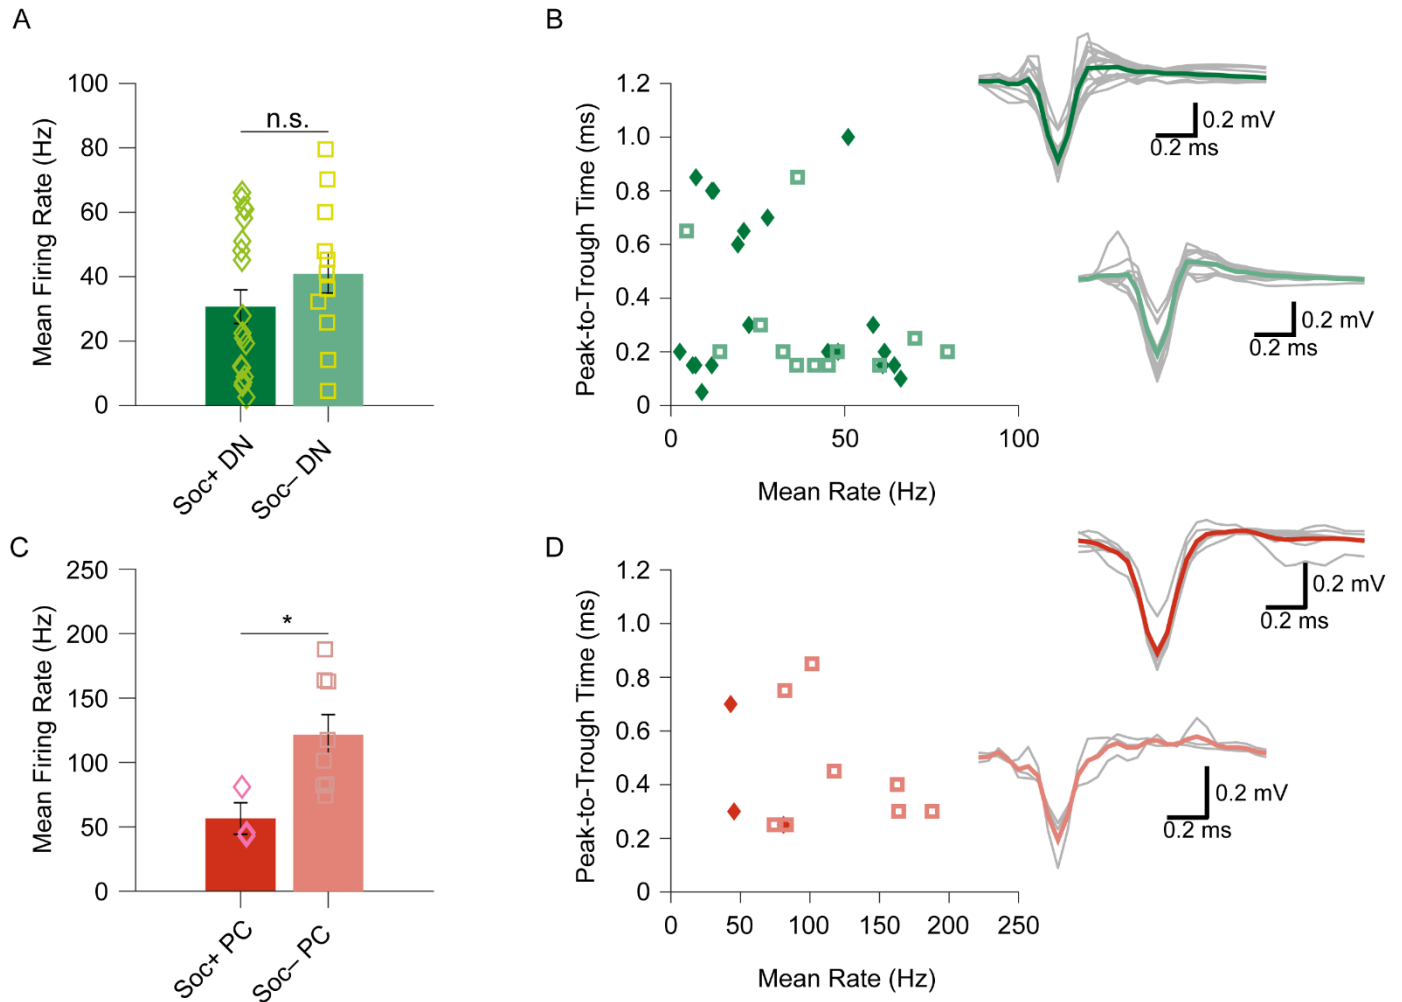 A
Mean Firing Rate (Hz)
100
80
60
40
20
0
n.s.
Soc+ DN
Soc– DN
B
Peak-to-Trough Time (ms)
1.2
1.0
0.8
0.6
0.4
0.2
0
0
50
100
Mean Rate (Hz)
0.2 mV
0.2 ms
0.2 mV
0.2 ms
C
Mean Firing Rate (Hz)
250
200
150
100
50
0
*
Soc+ PC
Soc– PC
D
Peak-to-Trough Time (ms)
1.2
1.0
0.8
0.6
0.4
0.2
0
0
50
100
150
200
250
Mean Rate (Hz)
0.2 mV
0.2 ms
0.2 mV
0.2 ms